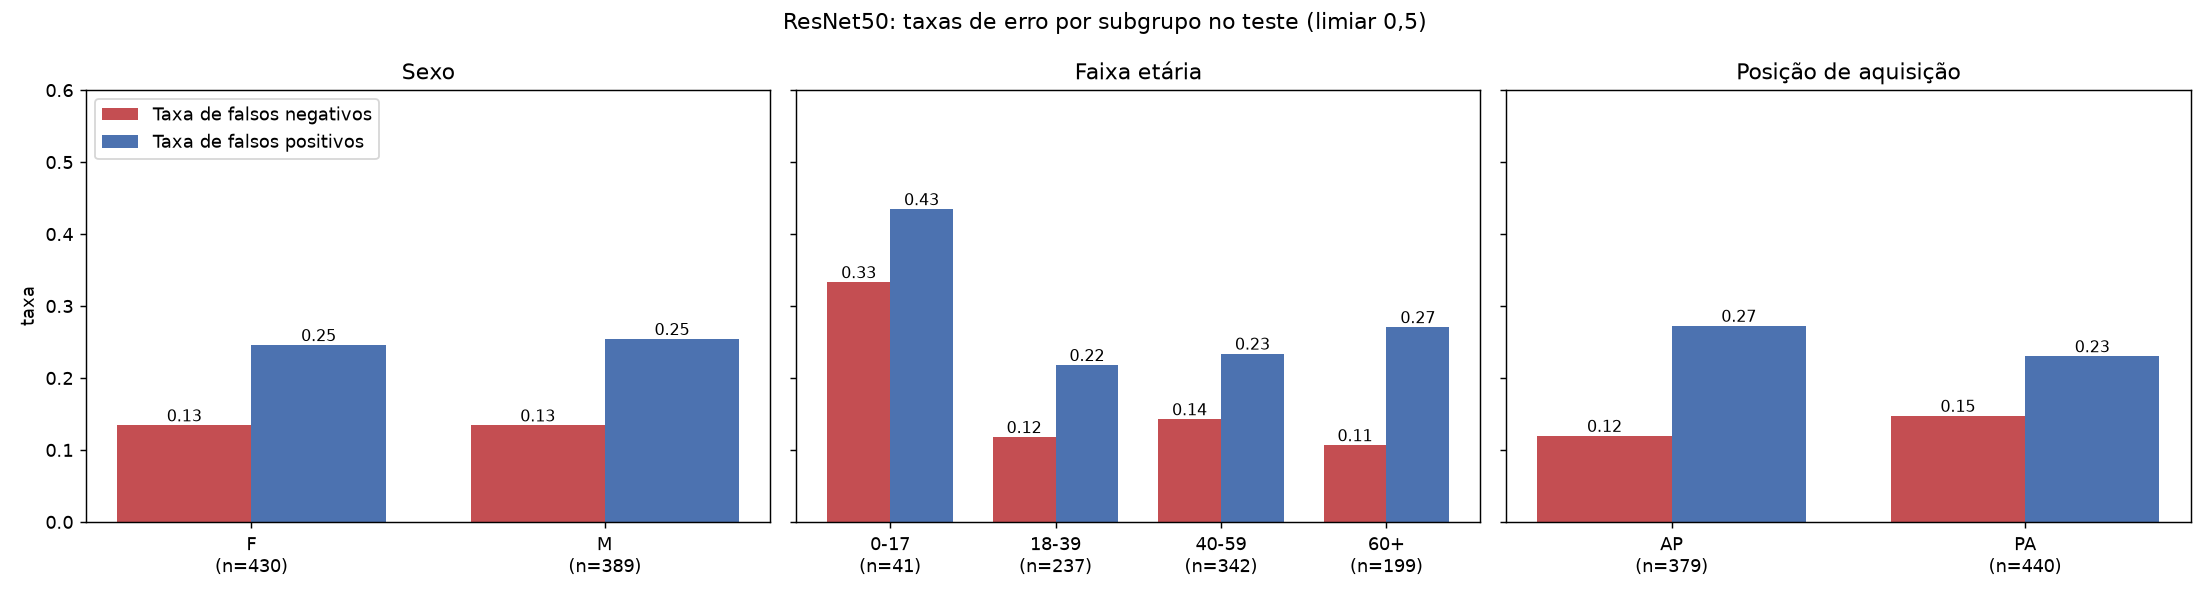 ResNet50: taxas de erro por subgrupo no teste (limiar 0,5)
Sexo
Taxa de falsos negativos
Taxa de falsos positivos
taxa
0.6
0.5
0.4
0.3
0.2
0.1
0.0
0.13
0.25
0.13
0.25
F
(n=430)
M
(n=389)
Faixa etária
0.33
0.43
0.12
0.22
0.14
0.23
0.11
0.27
0-17
(n=41)
18-39
(n=237)
40-59
(n=342)
60+
(n=199)
Posição de aquisição
0.12
0.27
0.15
0.23
AP
(n=379)
PA
(n=440)